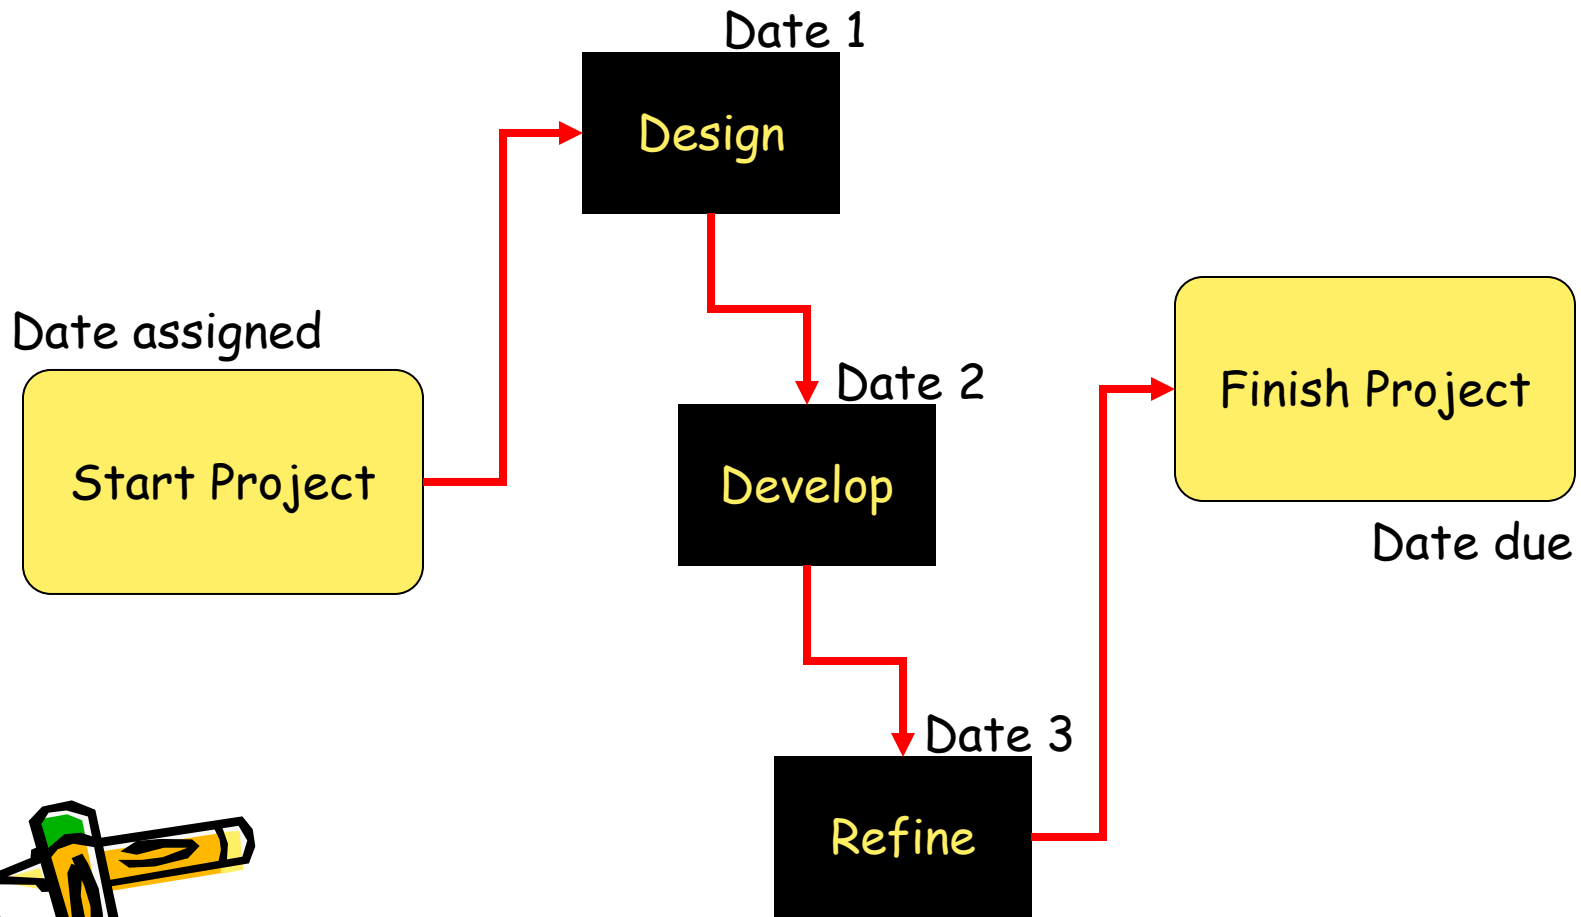 Date 1
Design
Date assigned
Start Project
Date 2
Develop
Finish Project
Date due
Date 3
Refine